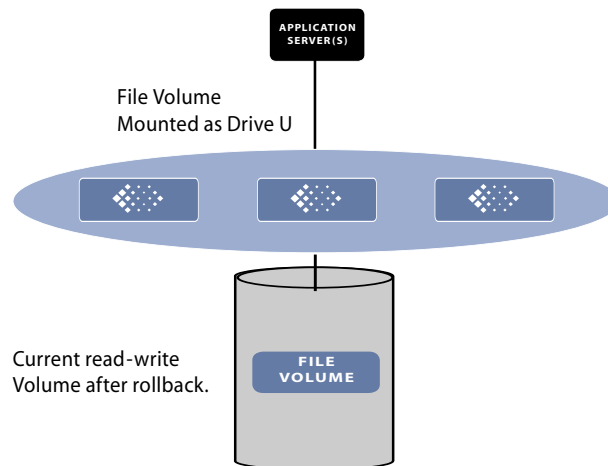 APPLICATION
SERVER(S)
File Volume
Mounted as Drive U
Current read-write
Volume after rollback.
FILE
VOLUME